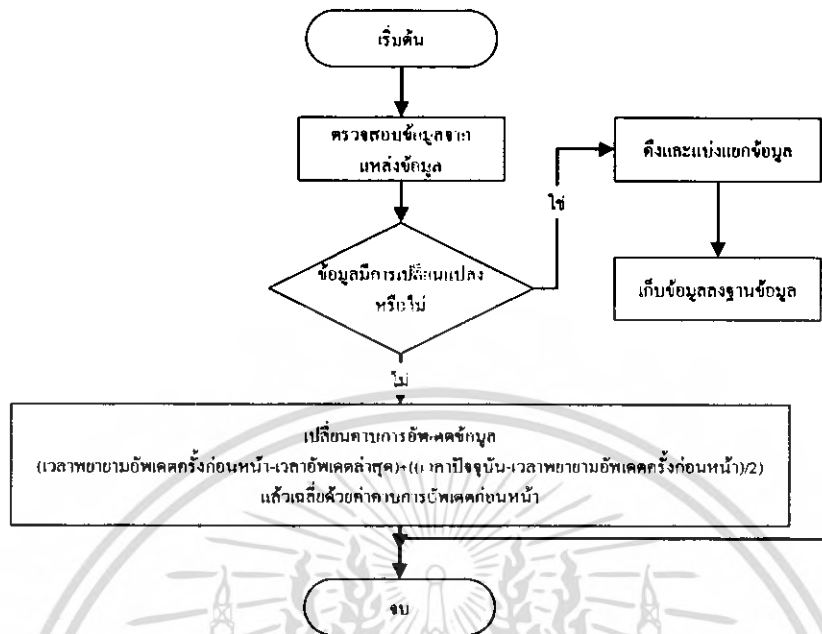 เริ่มต้น
ตรวจสอบข้อมูลจาก
แหล่งข้อมูล
ดึงและแบ่งแยกข้อมูล
ใช่
ข้อมูลมีการเปลี่ยนแปลง
หรือไม่
เก็บข้อมูลลงฐานข้อมูล
ไม่
เปลี่ยนคาบการอัพเดตข้อมูล
(เวลาพยายามอัพเดตครั้งก่อนหน้า-เวลาอัพเดตล่าสุด)+((เวลาปัจจุบัน-เวลาพยายามอัพเดตครั้งก่อนหน้า)/2)
แล้วเฉลี่ยด้วยค่าคาบการอัพเดตก่อนหน้า
จบ